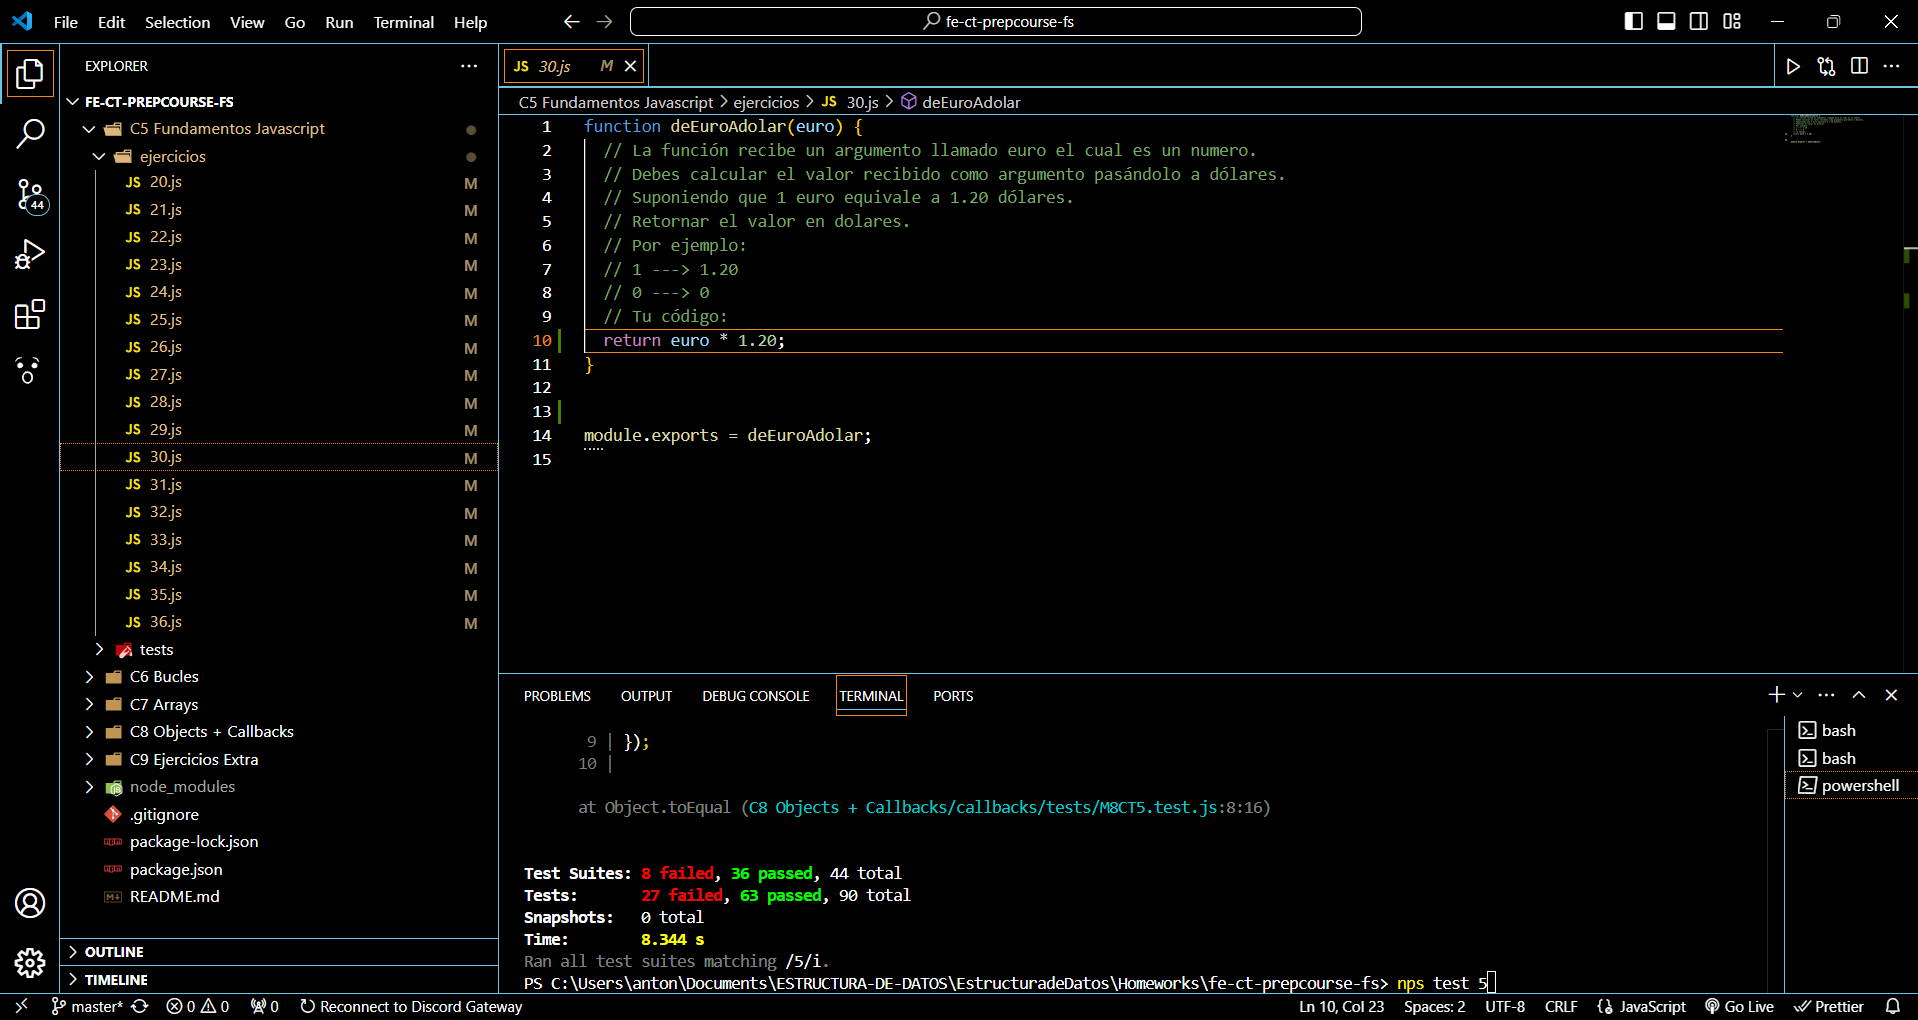 File Edit Selection View Go Run Terminal Help
fe-ct-prepcourse-fs
EXPLORER
FE-CT-PREPCOURSE-FS
C5 Fundamentos Javascript
ejercicios
JS 20.js M
JS 21.js M
JS 22.js M
JS 23.js M
JS 24.js M
JS 25.js M
JS 26.js M
JS 27.js M
JS 28.js M
JS 29.js M
JS 30.js M
JS 31.js M
JS 32.js M
JS 33.js M
JS 34.js M
JS 35.js M
JS 36.js M
tests
C6 Bucles
C7 Arrays
C8 Objects + Callbacks
C9 Ejercicios Extra
node_modules
.gitignore
package-lock.json
package.json
README.md
OUTLINE
TIMELINE
44
JS 30.js M
C5 Fundamentos Javascript > ejercicios > JS 30.js > deEuroAdolar
1 function deEuroAdolar(euro) {
2 // La función recibe un argumento llamado euro el cual es un numero.
3 // Debes calcular el valor recibido como argumento pasándolo a dólares.
4 // Suponiendo que 1 euro equivale a 1.20 dólares.
5 // Retornar el valor en dolares.
6 // Por ejemplo:
7 // 1 ---> 1.20
8 // 0 ---> 0
9 // Tu código:
10 return euro * 1.20;
11 }
12
13
14 module.exports = deEuroAdolar;
15
PROBLEMS OUTPUT DEBUG CONSOLE TERMINAL PORTS
9 | });
10 |
at Object.toEqual (C8 Objects + Callbacks/callbacks/tests/M8CT5.test.js:8:16)
Test Suites: 8 failed, 36 passed, 44 total
Tests: 27 failed, 63 passed, 90 total
Snapshots: 0 total
Time: 8.344 s
Ran all test suites matching /5/i.
PS C:\Users\anton\Documents\ESTRUCTURA-DE-DATOS\EstructuradeDatos\Homeworks\fe-ct-prepcourse-fs> nps test 5
bash
bash
powershell
master* 0 0 0 Reconnect to Discord Gateway Ln 10, Col 23 Spaces: 2 UTF-8 CRLF {} JavaScript Go Live Prettier